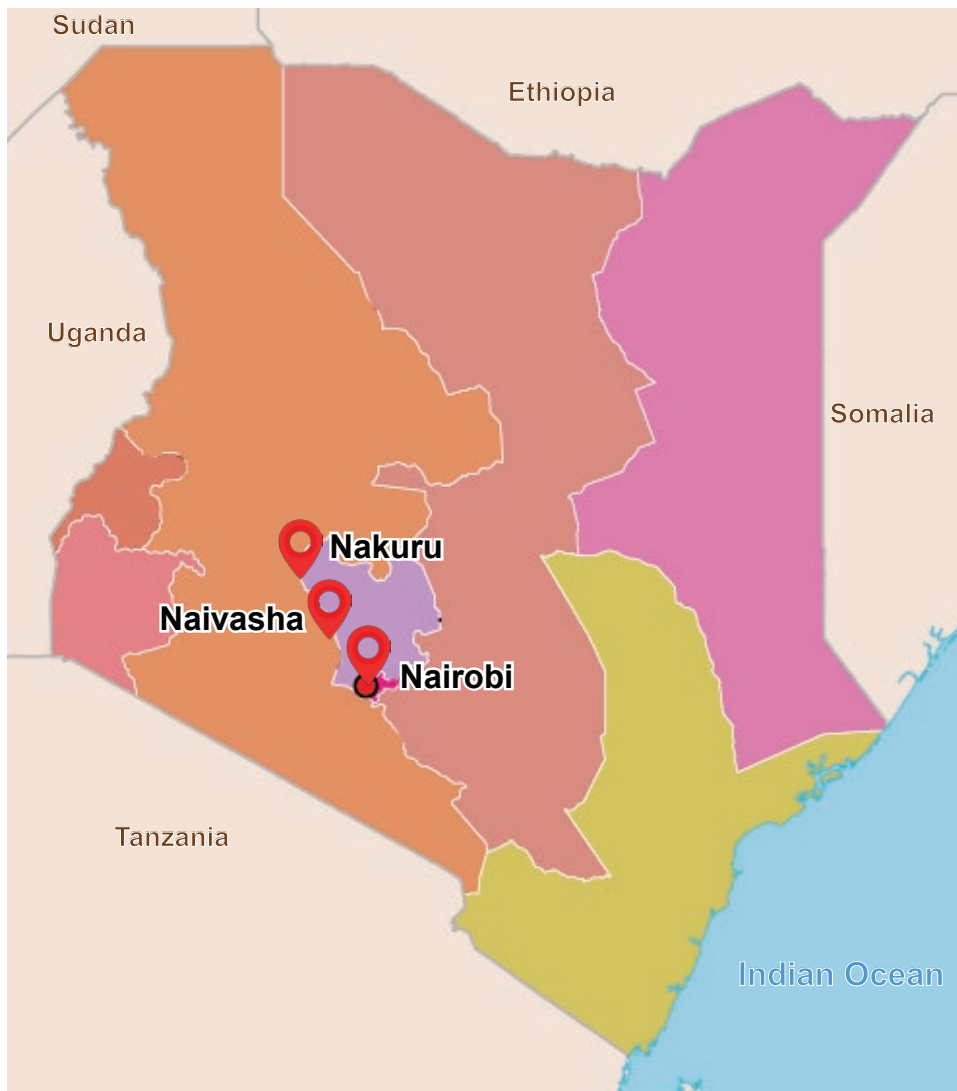 Sudan
Ethiopia
Uganda
Somalia
Nakuru
Naivasha
Nairobi
Tanzania
Indian Ocean